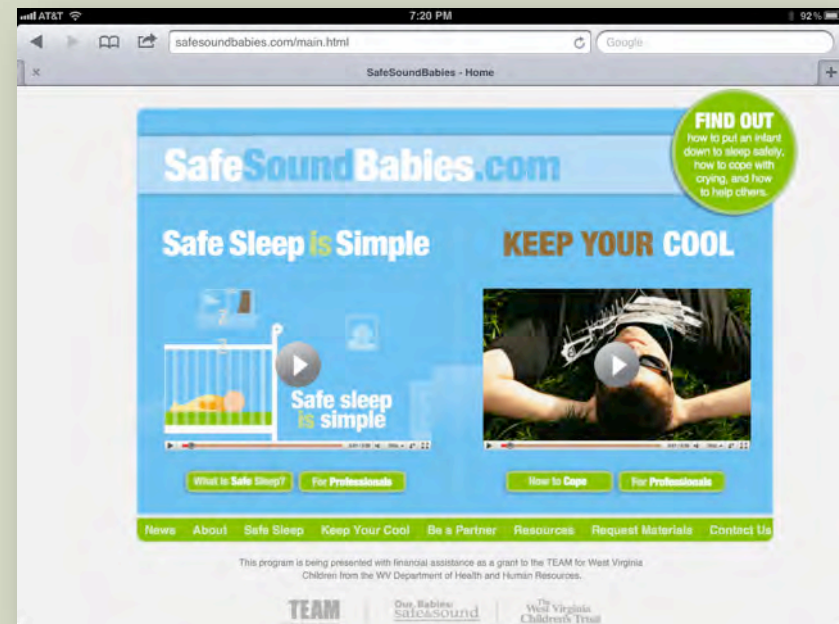 AT&T
7:20 PM
92%
safesoundbabies.com/main.html
Google
SafeSoundBabies - Home
FIND OUT
how to put an infant
down to sleep safely,
how to cope with
crying, and how
to help others.
SafeSoundBabies.com
Safe Sleep is Simple
KEEP YOUR COOL
Safe sleep
is simple
What is Safe Sleep?
For Professionals
How to Cope
For Professionals
News About Safe Sleep Keep Your Cool Be a Partner Resources Request Materials Contact Us
This program is being presented with financial assistance as a grant to the TEAM for West Virginia
Children from the WV Department of Health and Human Resources.
TEAM
Our Babies:
safe&sound
The
West Virginia
Children's Trust